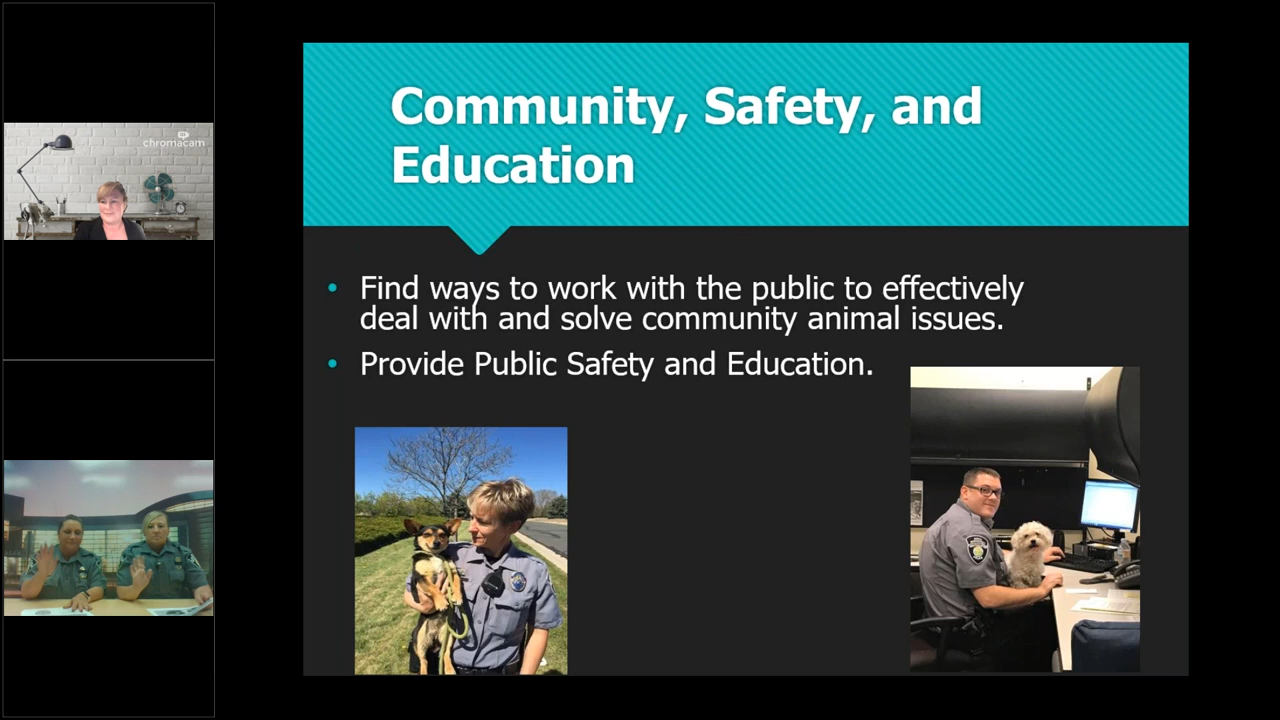 chromacam
Community, Safety, and
Education
• Find ways to work with the public to effectively
deal with and solve community animal issues.
• Provide Public Safety and Education.